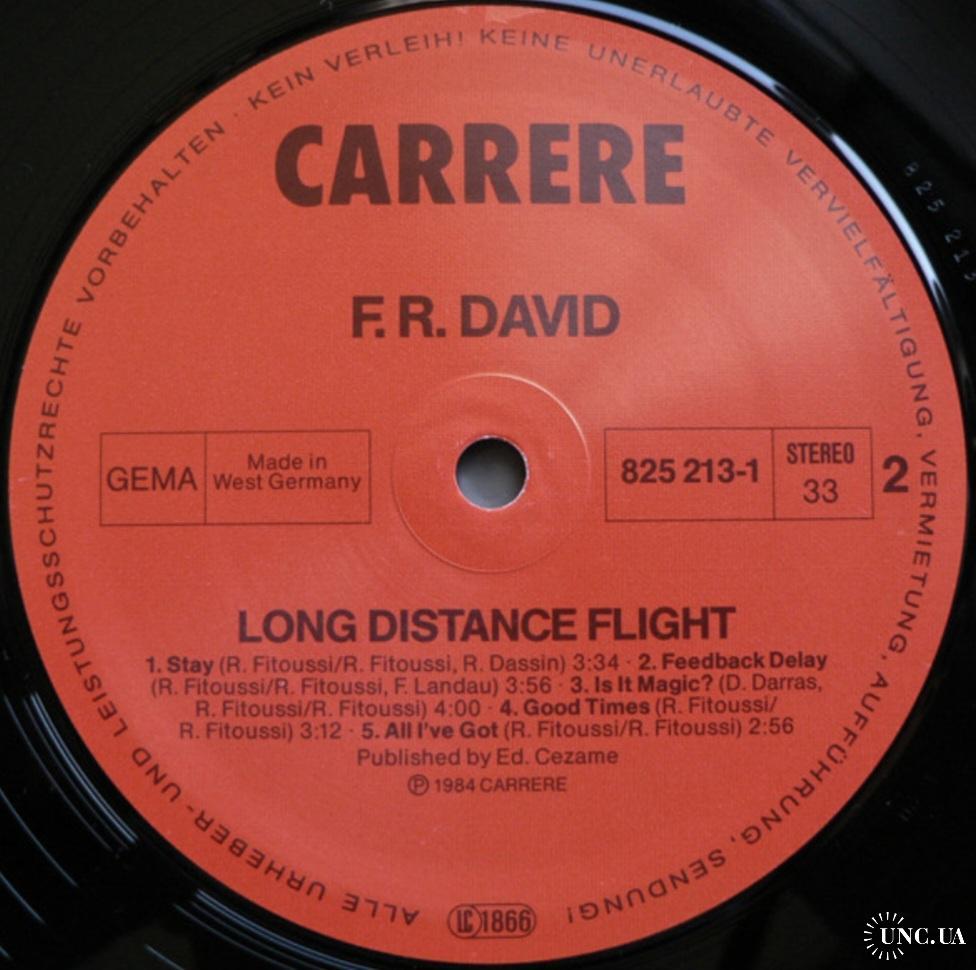 ALLE URHEBER- UND LEISTUNGSSCHUTZRECHTE VORBEHALTEN · KEIN VERLEIH! KEINE UNERLAUBTE VERVIELFÄLTIGUNG, VERMIETUNG, AUFFÜHRUNG, SENDUNG!
CARRERE
F. R. DAVID
GEMA
Made in
West Germany
825 213-1
STEREO
33
2
LONG DISTANCE FLIGHT
1. Stay (R. Fitoussi/R. Fitoussi, R. Dassin) 3:34 · 2. Feedback Delay
(R. Fitoussi/R. Fitoussi, F. Landau) 3:56 · 3. Is It Magic? (D. Darras,
R. Fitoussi/R. Fitoussi) 4:00 · 4. Good Times (R. Fitoussi/
R. Fitoussi) 3:12 · 5. All I've Got (R. Fitoussi/R. Fitoussi) 2:56
Published by Ed. Cezame
℗ 1984 CARRERE
LC 1866
825 213
UNC.UA